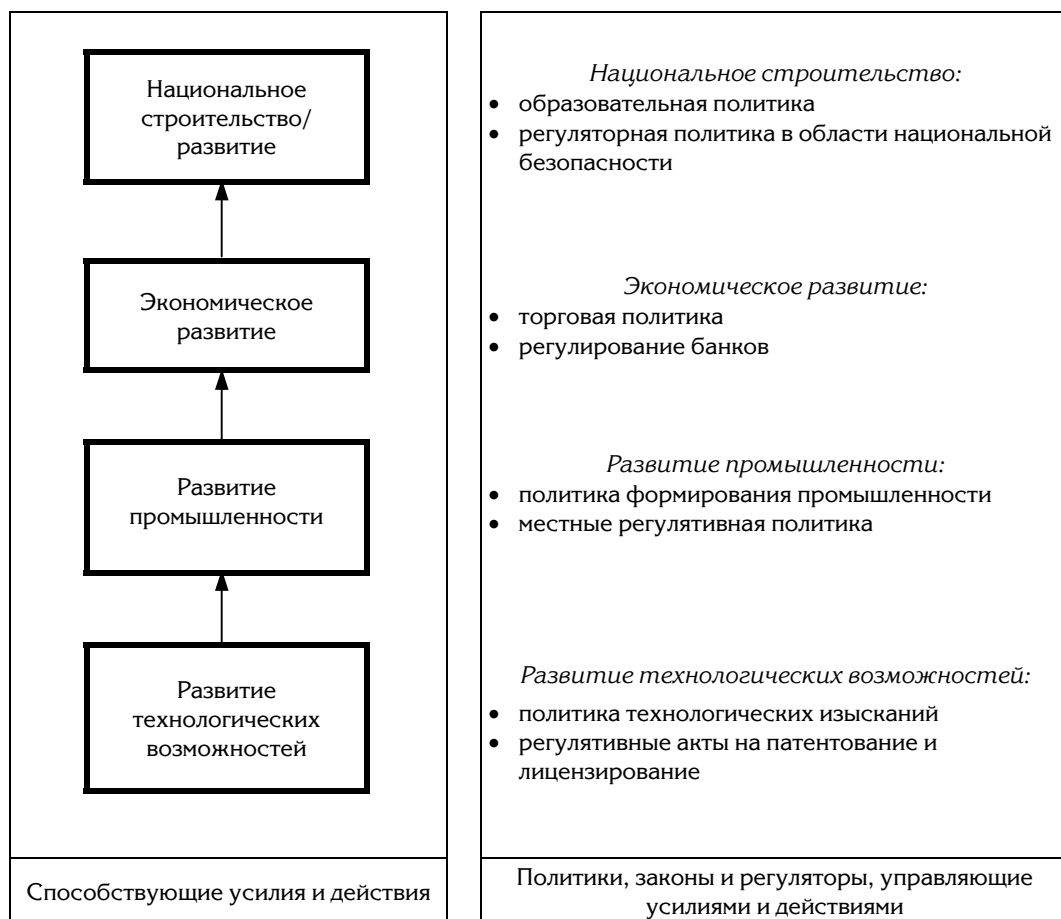 Национальное
строительство/
развитие
Экономическое
развитие
Развитие
промышленности
Развитие
технологических
возможностей
Способствующие усилия и действия
Национальное строительство:
• образовательная политика
• регуляторная политика в области национальной
безопасности
Экономическое развитие:
• торговая политика
• регулирование банков
Развитие промышленности:
• политика формирования промышленности
• местные регулятивная политика
Развитие технологических возможностей:
• политика технологических изысканий
• регулятивные акты на патентование и
лицензирование
Политики, законы и регуляторы, управляющие
усилиями и действиями